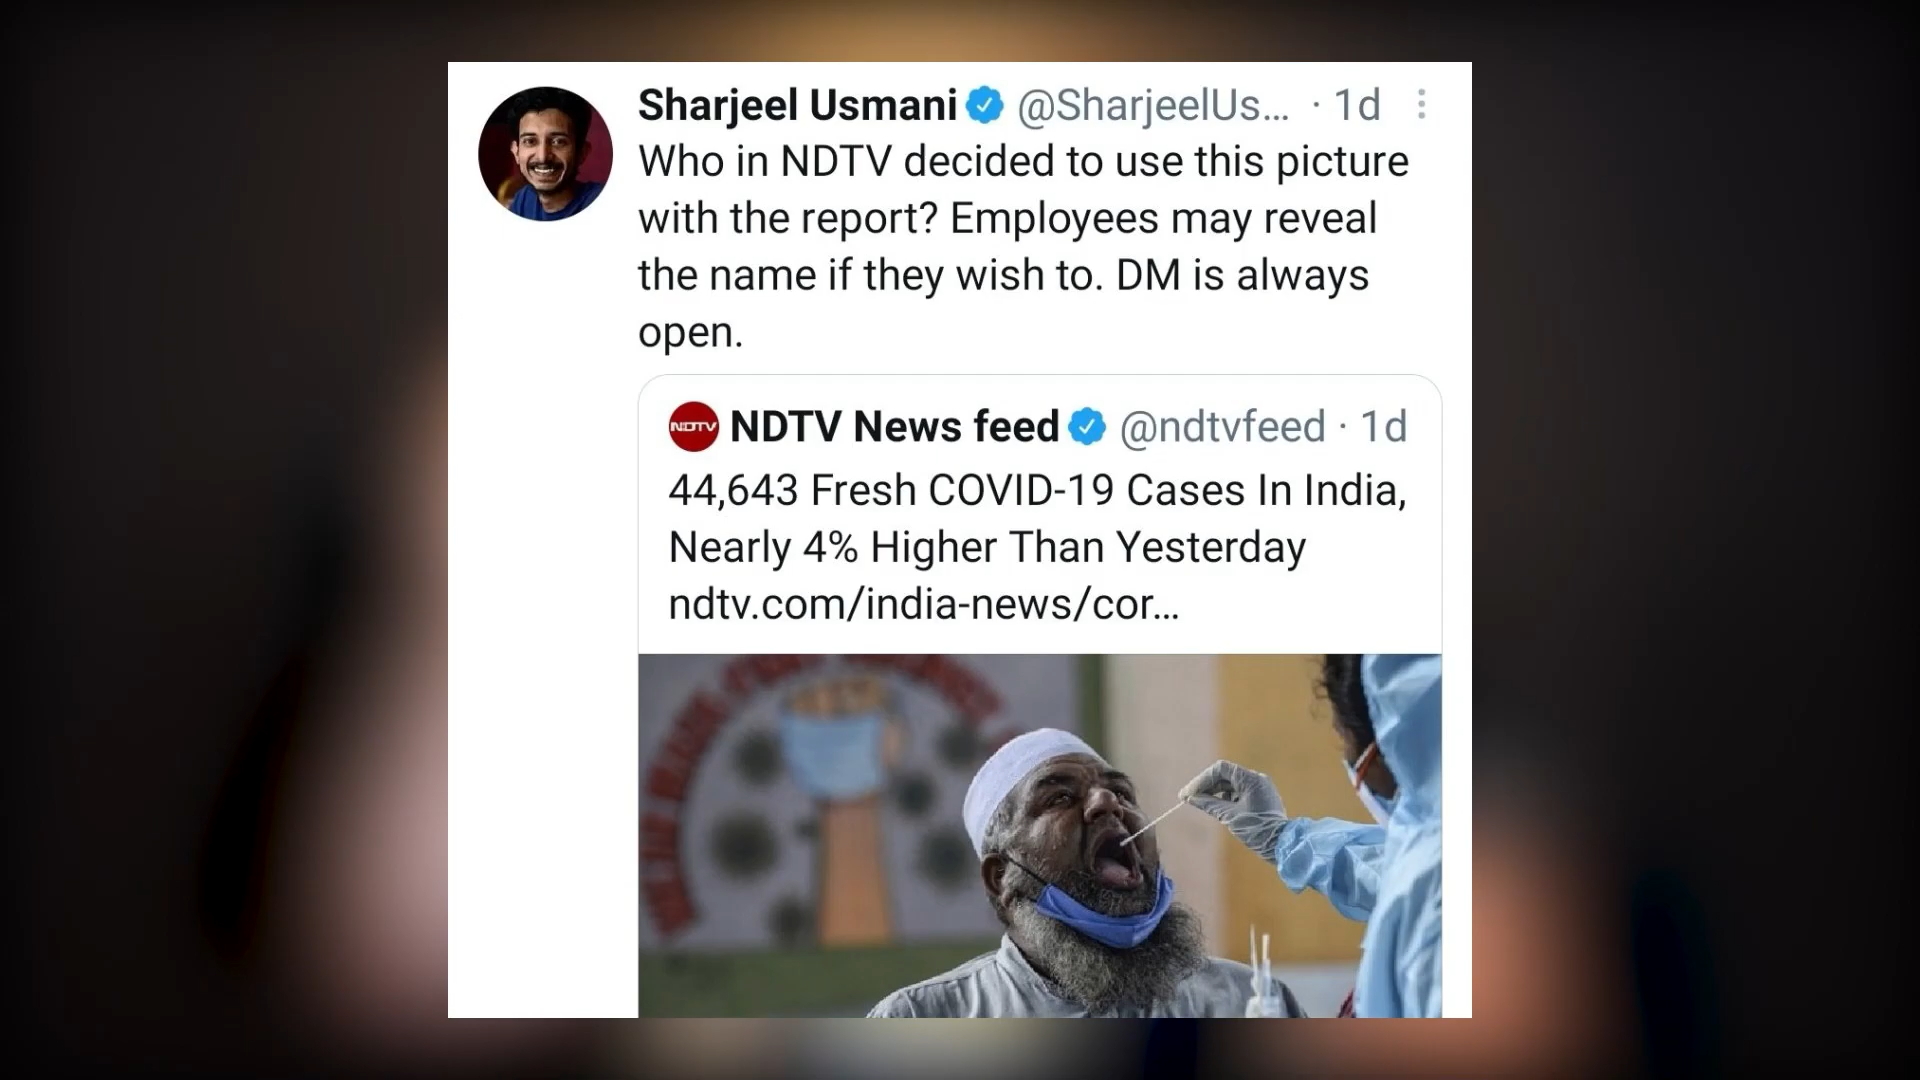 Sharjeel Usmani @SharjeelUs... · 1d
Who in NDTV decided to use this picture
with the report? Employees may reveal
the name if they wish to. DM is always
open.
NDTV
NDTV News feed @ndtvfeed · 1d
44,643 Fresh COVID-19 Cases In India,
Nearly 4% Higher Than Yesterday
ndtv.com/india-news/cor...